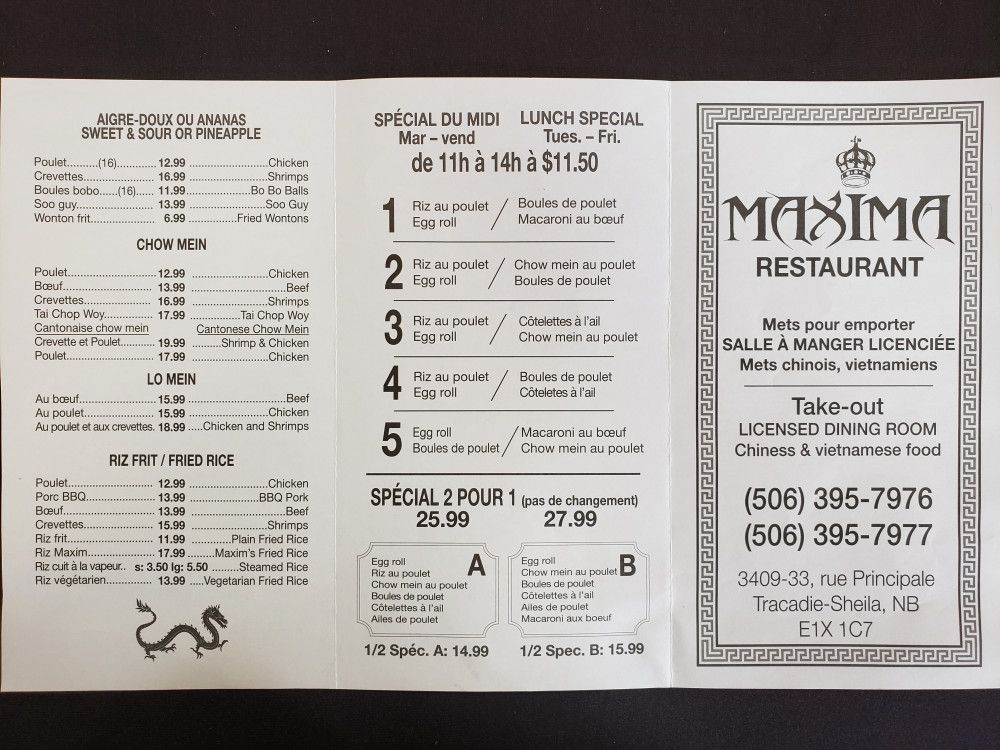 AIGRE-DOUX OU ANANAS
SWEET & SOUR OR PINEAPPLE
Poulet.........(16)............ 12.99 ........................Chicken
Crevettes....................... 16.99 .......................Shrimps
Boules bobo......(16)..... 11.99..................Bo Bo Balls
Soo guy......................... 13.99 .......................Soo Guy
Wonton frit..................... 6.99 ...............Fried Wontons
CHOW MEIN
Poulet........................... 12.99 .......................Chicken
Bœuf............................ 13.99 ............................Beef
Crevettes...................... 16.99 ......................Shrimps
Tai Chop Woy................ 17.99 ...............Tai Chop Woy
Cantonaise chow mein Cantonese Chow Mein
Crevette et Poulet........... 19.99 .........Shrimp & Chicken
Poulet........................... 17.99 .......................Chicken
LO MEIN
Au bœuf........................ 15.99 ............................Beef
Au poulet...................... 15.99 .......................Chicken
Au poulet et aux crevettes. 18.99 .....Chicken and Shrimps
RIZ FRIT / FRIED RICE
Poulet........................... 12.99 .......................Chicken
Porc BBQ...................... 13.99 ....................BBQ Pork
Bœuf............................ 13.99 ............................Beef
Crevettes...................... 15.99 ......................Shrimps
Riz frit........................... 11.99 ............Plain Fried Rice
Riz Maxim..................... 17.99 ........Maxim's Fried Rice
Riz cuit à la vapeur.. s: 3.50 lg: 5.50 .........Steamed Rice
Riz végétarien................ 13.99 ....Vegetarian Fried Rice
SPÉCIAL DU MIDI LUNCH SPECIAL
Mar – vend Tues. – Fri.
de 11h à 14h à $11.50
1 Riz au poulet / Boules de poulet
Egg roll Macaroni au bœuf
2 Riz au poulet / Chow mein au poulet
Egg roll Boules de poulet
3 Riz au poulet / Côtelettes à l'ail
Egg roll Chow mein au poulet
4 Riz au poulet / Boules de poulet
Egg roll Côteletes à l'ail
5 Egg roll / Macaroni au bœuf
Boules de poulet Chow mein au poulet
SPÉCIAL 2 POUR 1 (pas de changement)
25.99 27.99
A
Egg roll
Riz au poulet
Chow mein au poulet
Boules de poulet
Côtelettes à l'ail
Ailes de poulet
1/2 Spéc. A: 14.99
B
Egg roll
Chow mein au poulet
Boules de poulet
Côtelettes à l'ail
Ailes de poulet
Macaroni aux boeuf
1/2 Spec. B: 15.99
MAXIMA
RESTAURANT
Mets pour emporter
SALLE À MANGER LICENCIÉE
Mets chinois, vietnamiens
Take-out
LICENSED DINING ROOM
Chiness & vietnamese food
(506) 395-7976
(506) 395-7977
3409-33, rue Principale
Tracadie-Sheila, NB
E1X 1C7